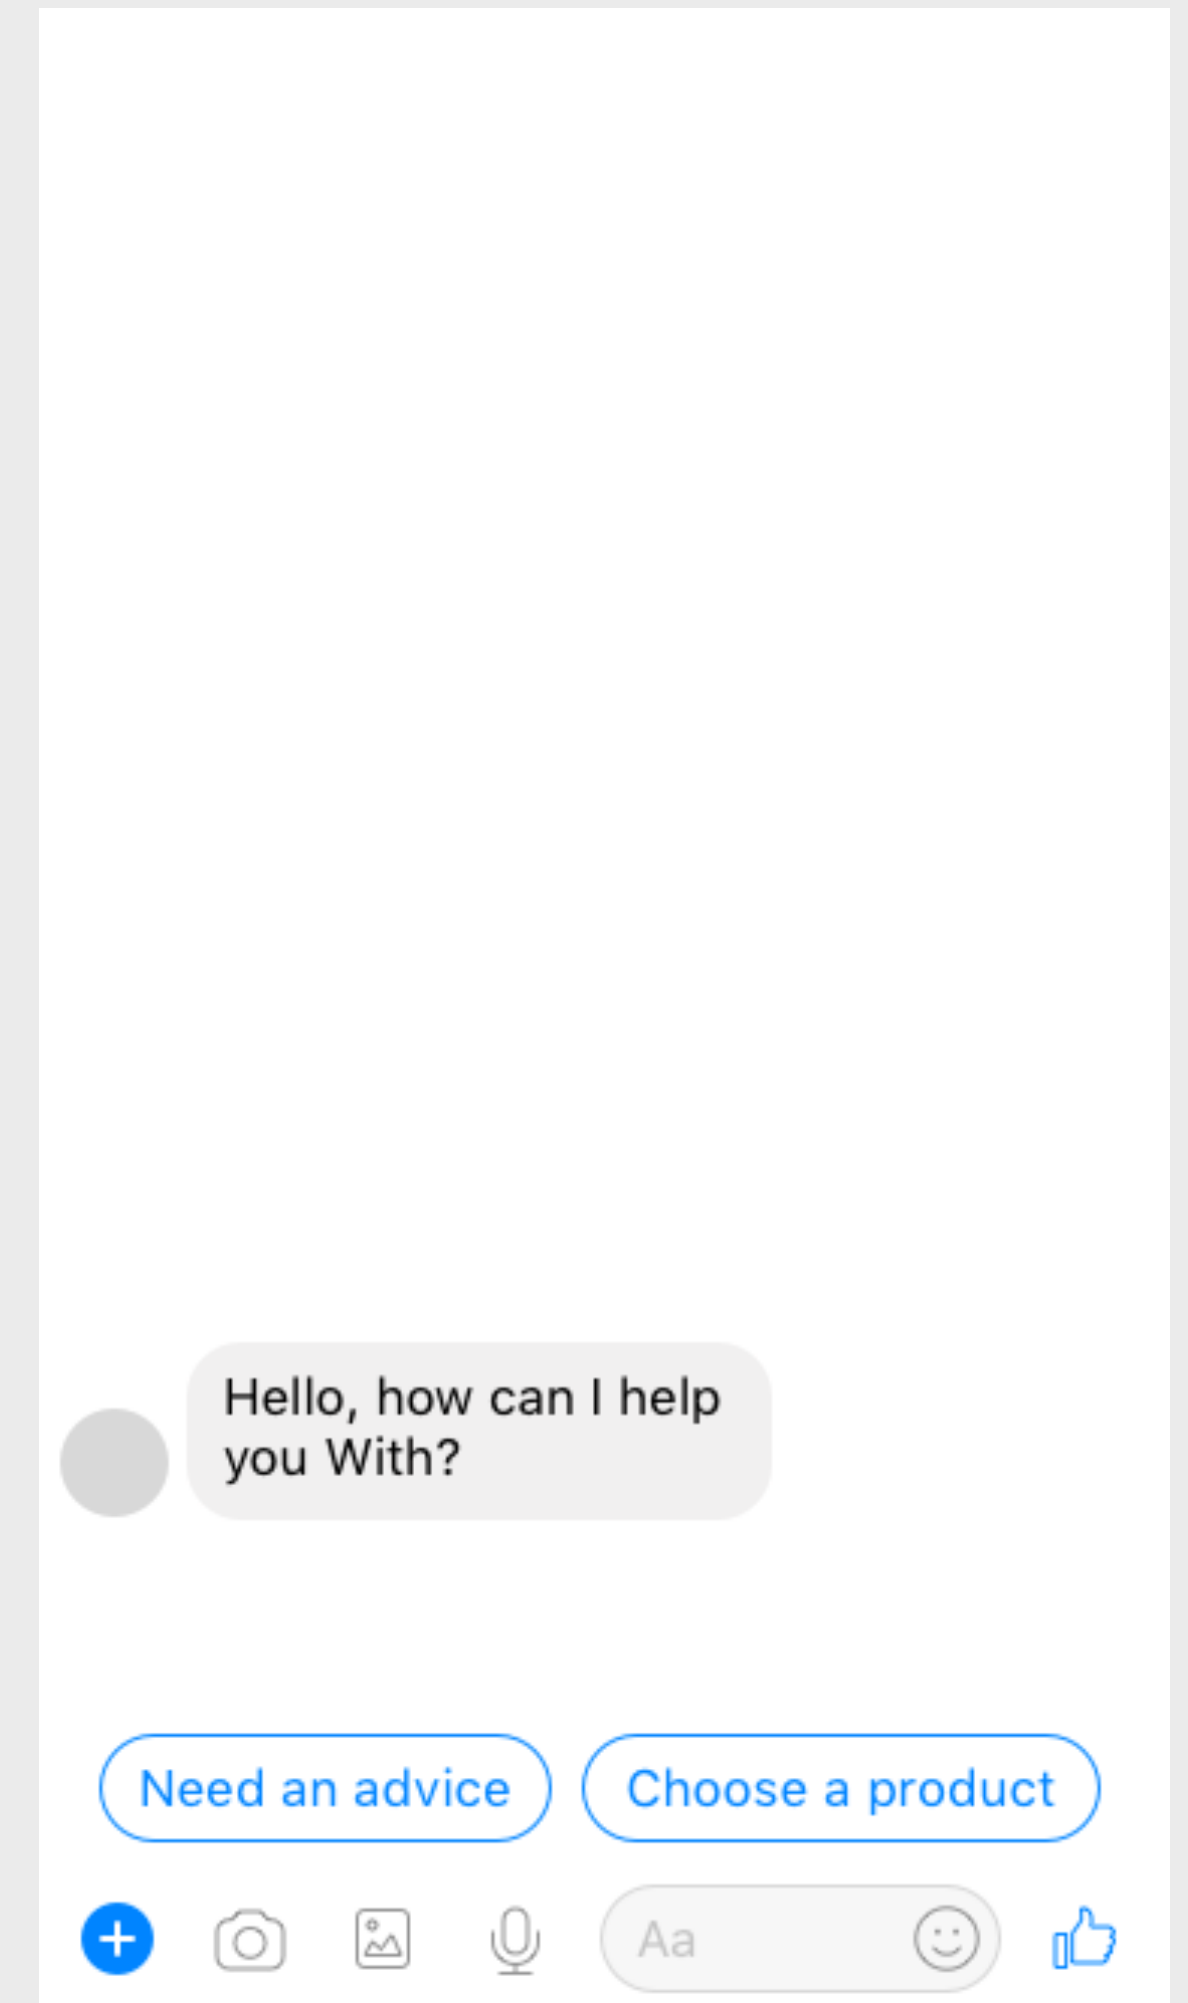 Hello, how can I help
you With?
Need an advice
Choose a product
Aa